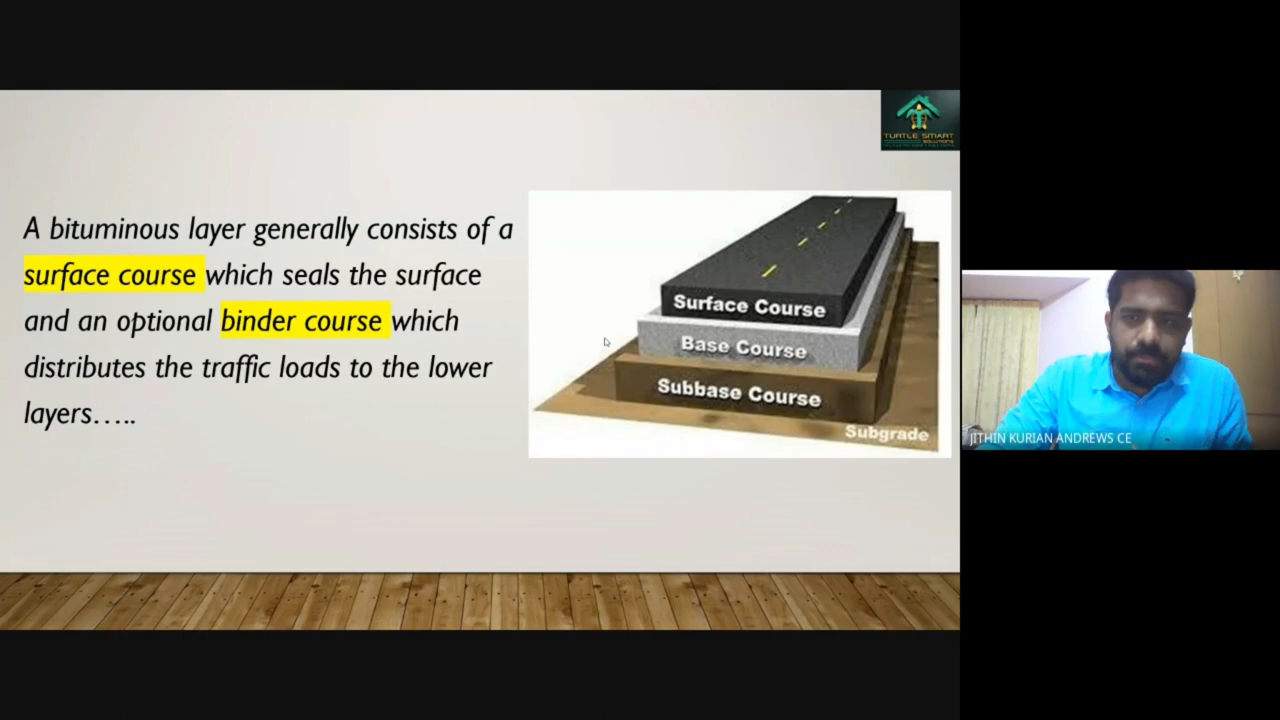 TURTLE SMART
SOLUTIONS
A bituminous layer generally consists of a
surface course which seals the surface
and an optional binder course which
distributes the traffic loads to the lower
layers…..
Surface Course
Base Course
Subbase Course
Subgrade
JITHIN KURIAN ANDREWS CE